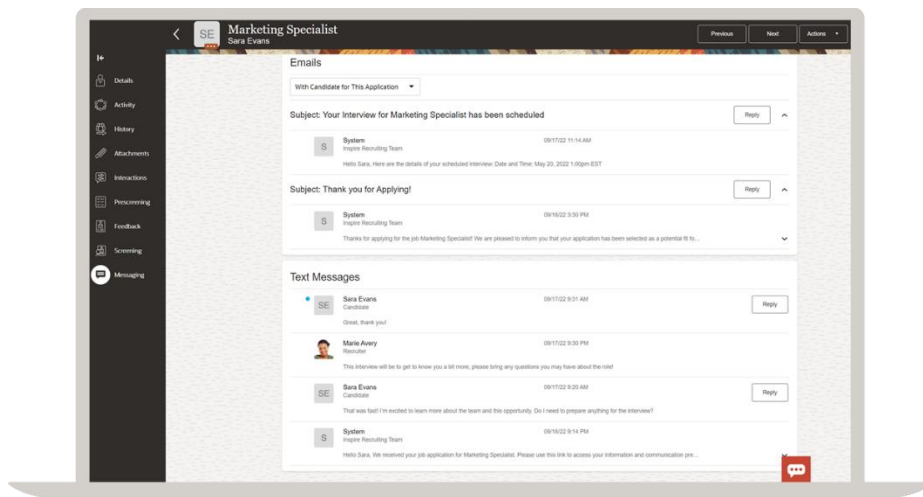 SE
Marketing Specialist
Sara Evans
Previous
Next
Actions
Details
Activity
History
Attachments
Interactions
Prescreening
Feedback
Screening
Messaging
Emails
With Candidate for This Application
Subject: Your Interview for Marketing Specialist has been scheduled
Reply
S
System
09/17/22 11:14 AM
Inspire Recruiting Team
Hello Sara, Here are the details of your scheduled interview: Date and Time: May 20, 2022 1:00pm EST
Subject: Thank you for Applying!
Reply
S
System
09/16/22 3:30 PM
Inspire Recruiting Team
Thanks for applying for the job Marketing Specialist! We are pleased to inform you that your application has been selected as a potential fit fo...
Text Messages
SE
Sara Evans
09/17/22 9:31 AM
Candidate
Reply
Great, thank you!
Marie Avery
09/17/22 9:30 PM
Recruiter
This interview will be to get to know you a bit more, please bring any questions you may have about the role!
SE
Sara Evans
09/17/22 9:20 AM
Candidate
Reply
That was fast! I'm excited to learn more about the team and this opportunity. Do I need to prepare anything for the interview?
S
System
09/16/22 9:14 PM
Inspire Recruiting Team
Hello Sara, We received your job application for Marketing Specialist. Please use this link to access your information and communication pre...